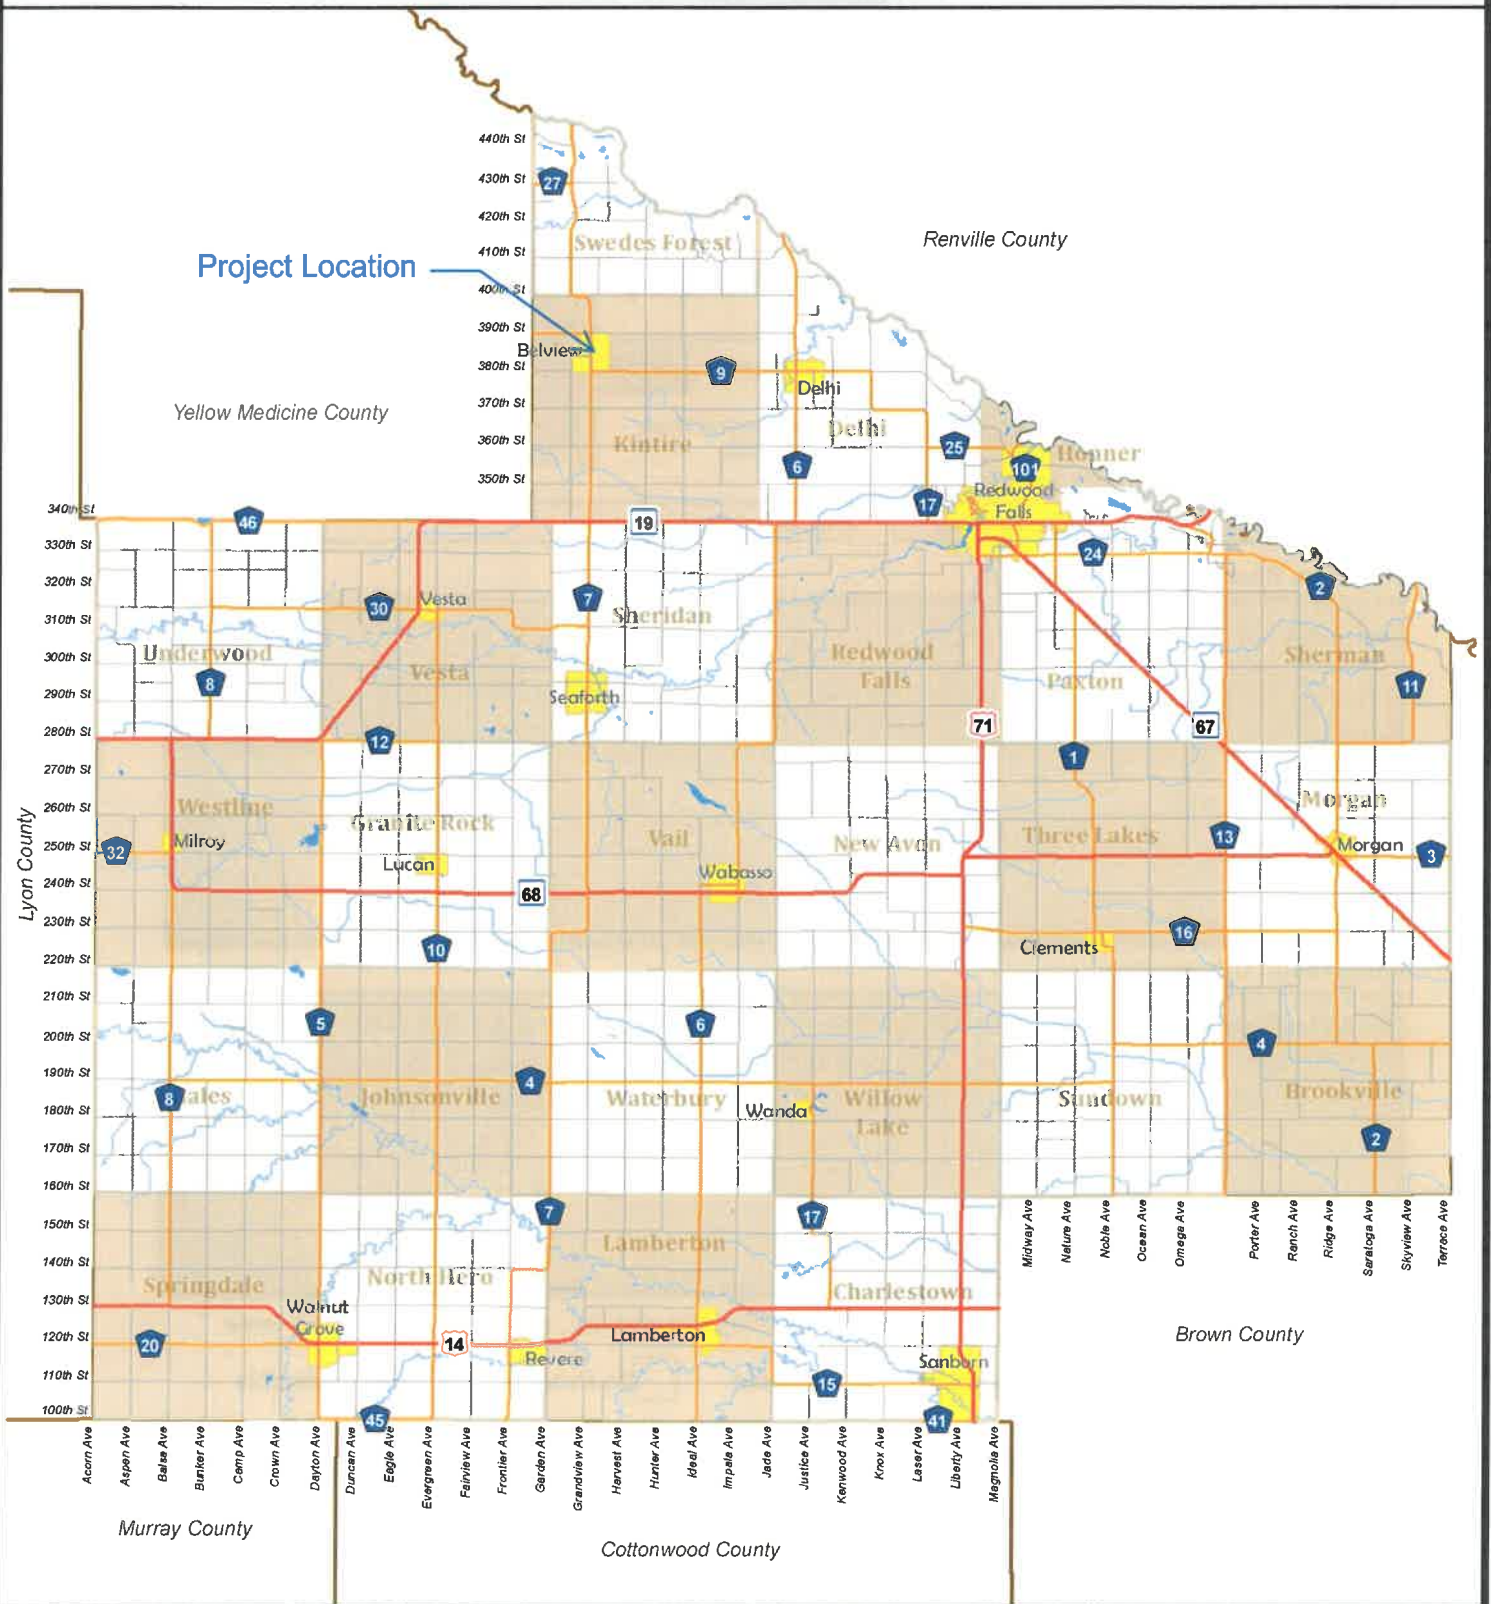 440th St
430th St
27
420th St
Swedes Forest
Renville County
410th St
Project Location
400th St
390th St
Belview
380th St
9
Delhi
Yellow Medicine County
370th St
Delhi
Kintire
360th St
25
Honner
6
101
350th St
17
Redwood
Falls
340th St
46
19
330th St
24
320th St
30
Vesta
7
2
310th St
Sheridan
Underwood
300th St
Redwood
Falls
Sherman
8
Vesta
Paxton
11
290th St
Seaforth
280th St
12
71
67
1
270th St
260th St
Westline
Granite Rock
Morgan
Milroy
Vail
New Avon
Three Lakes
13
Morgan
3
250th St
32
Lucan
Wabasso
240th St
68
Lyon County
230th St
10
Clements
16
220th St
210th St
5
6
200th St
4
190th St
4
8
Johnsonville
Waterbury
Wanda
Willow
Lake
Sundown
Brookville
180th St
2
170th St
160th St
7
17
150th St
Midway Ave
Nature Ave
Noble Ave
Ocean Ave
Omega Ave
Porter Ave
Ranch Ave
Ridge Ave
Saratoga Ave
Skyview Ave
Terrace Ave
Lamberton
140th St
Springdale
North Hero
Charlestown
130th St
Walnut
Grove
20
14
Lamberton
Brown County
120th St
Revere
Sanborn
110th St
15
100th St
45
41
Acorn Ave
Aspen Ave
Balsa Ave
Bunker Ave
Camp Ave
Crown Ave
Dayton Ave
Duncan Ave
Eagle Ave
Evergreen Ave
Fairview Ave
Frontier Ave
Garden Ave
Grandview Ave
Harvest Ave
Hunter Ave
Ideal Ave
Impala Ave
Jade Ave
Justice Ave
Kenwood Ave
Knox Ave
Laser Ave
Liberty Ave
Magnolia Ave
Murray County
Cottonwood County